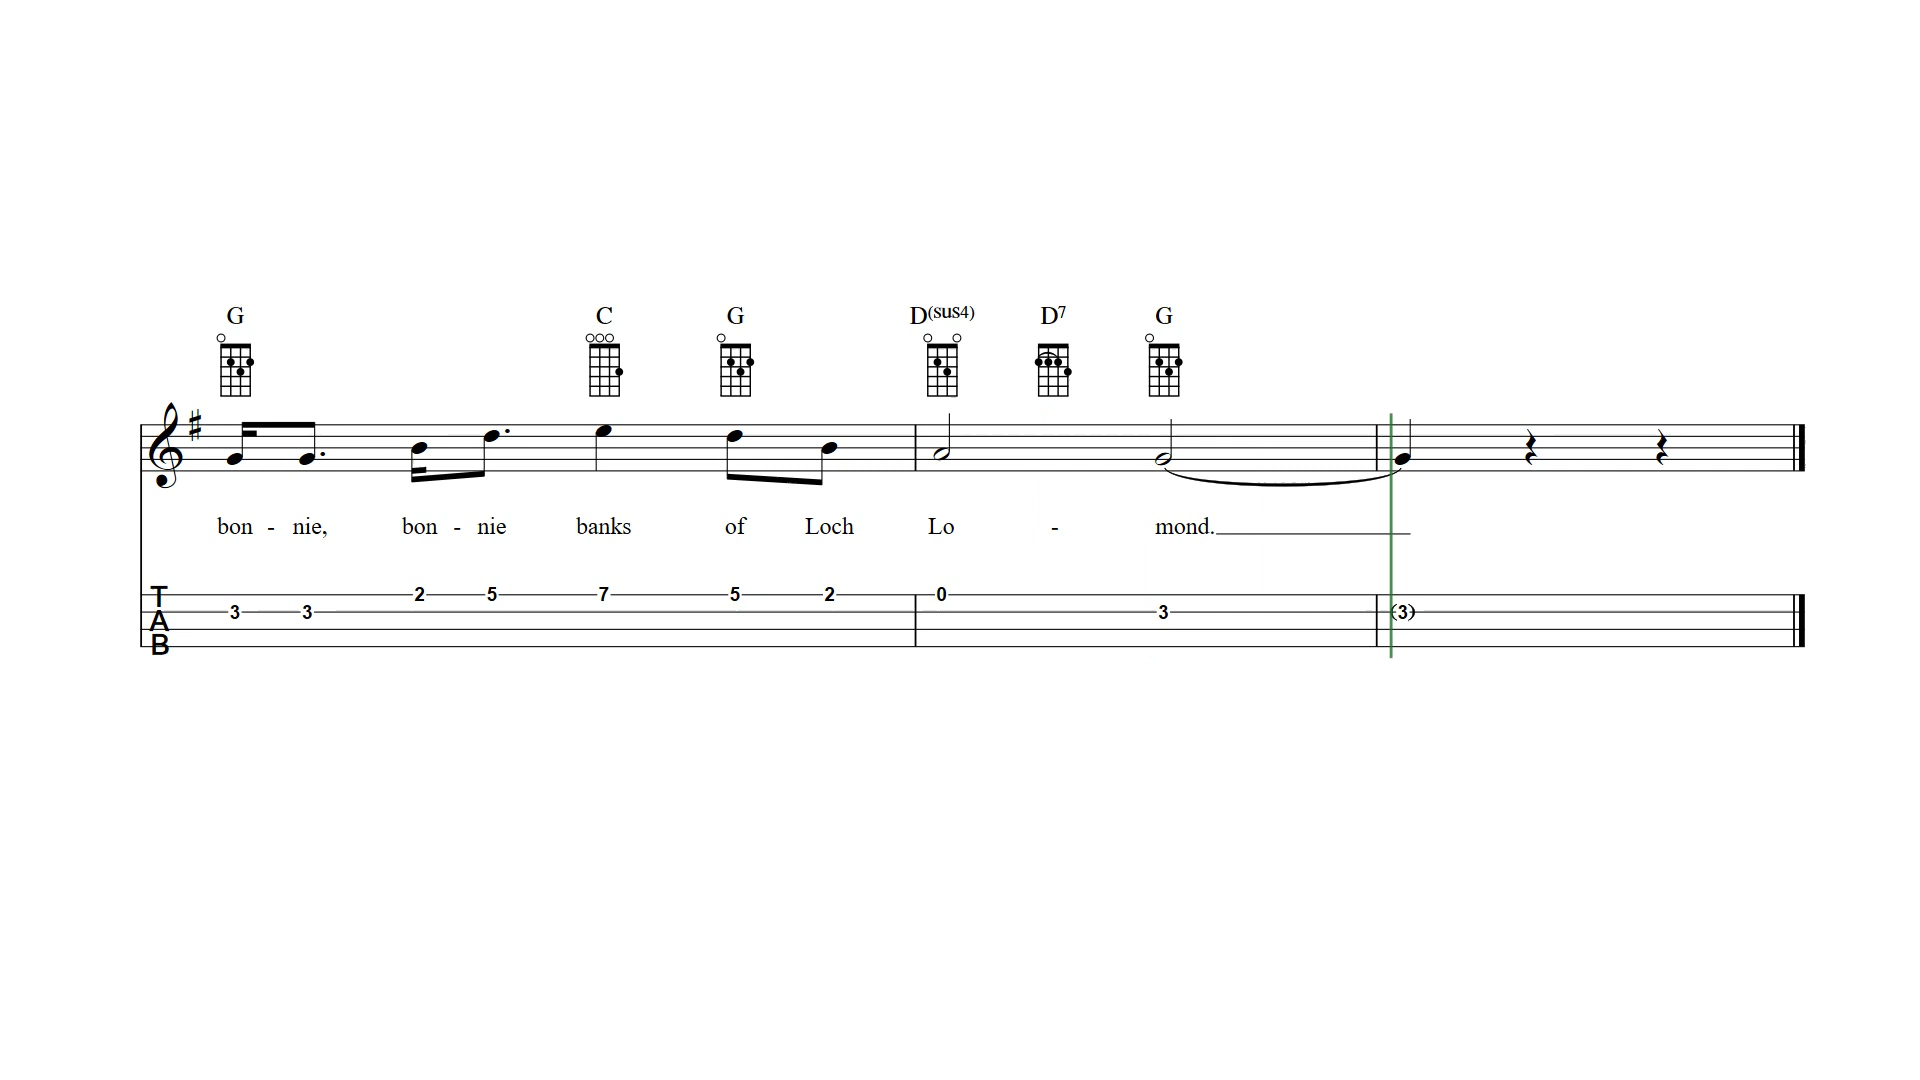 G C G D(sus4) D7 G
bon - nie, bon - nie banks of Loch Lo - mond.
T 2 5 7 5 2 0
A 3 3 3 (3)
B